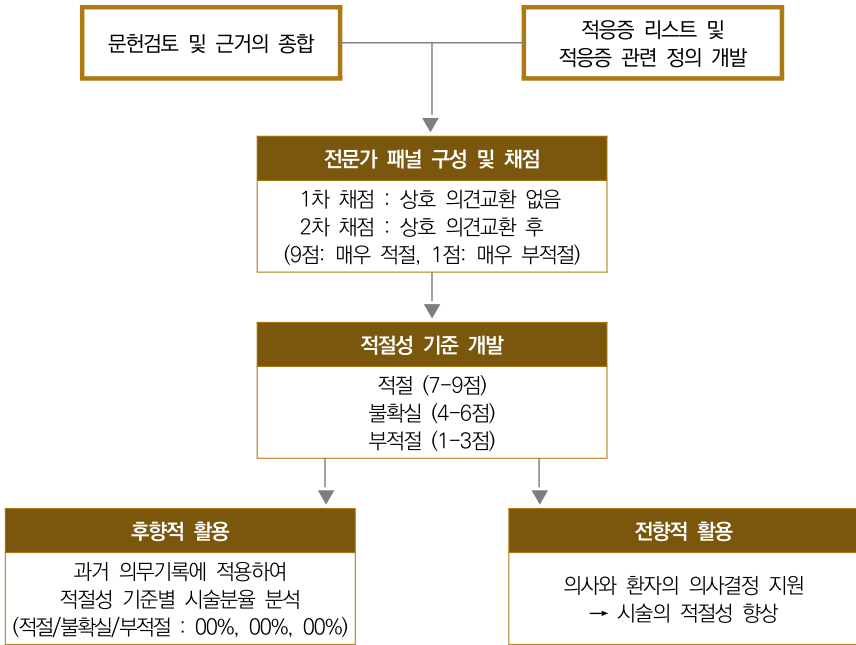 문헌검토 및 근거의 종합
적응증 리스트 및
적응증 관련 정의 개발
전문가 패널 구성 및 채점
1차 채점 : 상호 의견교환 없음
2차 채점 : 상호 의견교환 후
(9점: 매우 적절, 1점: 매우 부적절)
적절성 기준 개발
적절 (7-9점)
불확실 (4-6점)
부적절 (1-3점)
후향적 활용
과거 의무기록에 적용하여
적절성 기준별 시술분율 분석
(적절/불확실/부적절 : 00%, 00%, 00%)
전향적 활용
의사와 환자의 의사결정 지원
→ 시술의 적절성 향상